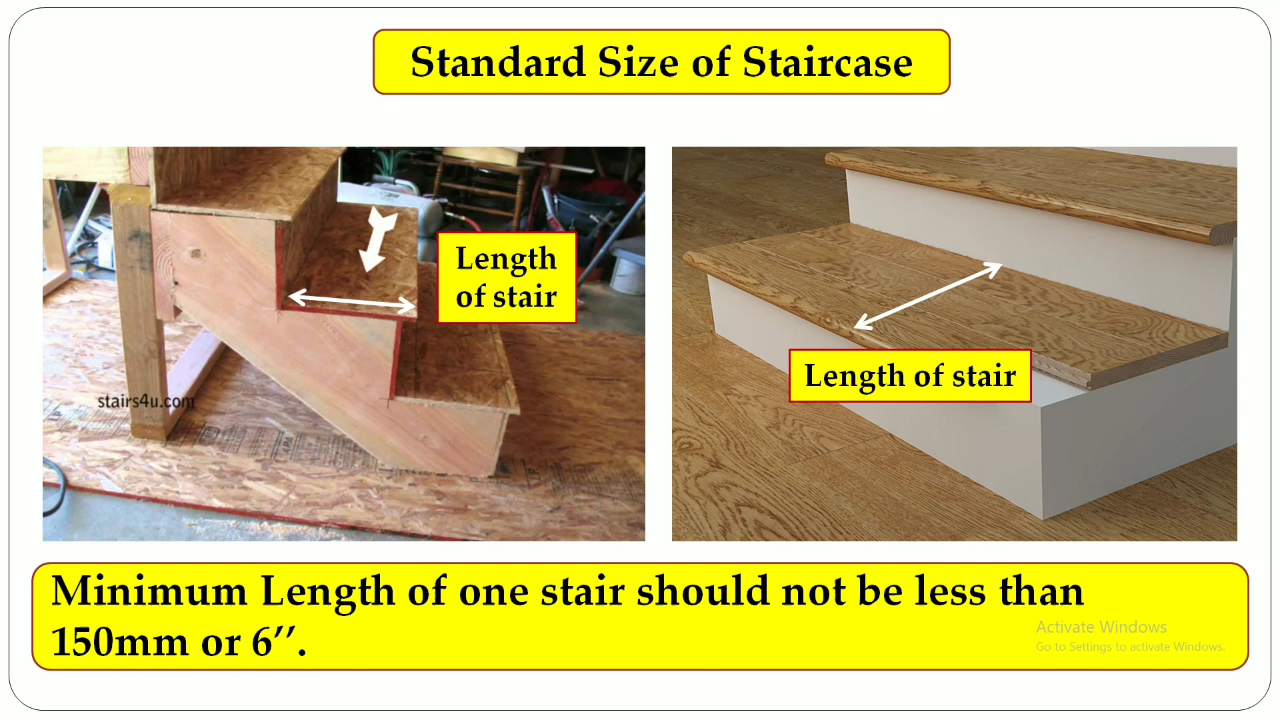 Standard Size of Staircase
Length
of stair
stairs4u.com
Length of stair
Minimum Length of one stair should not be less than
150mm or 6’’.
Activate Windows
Go to Settings to activate Windows.